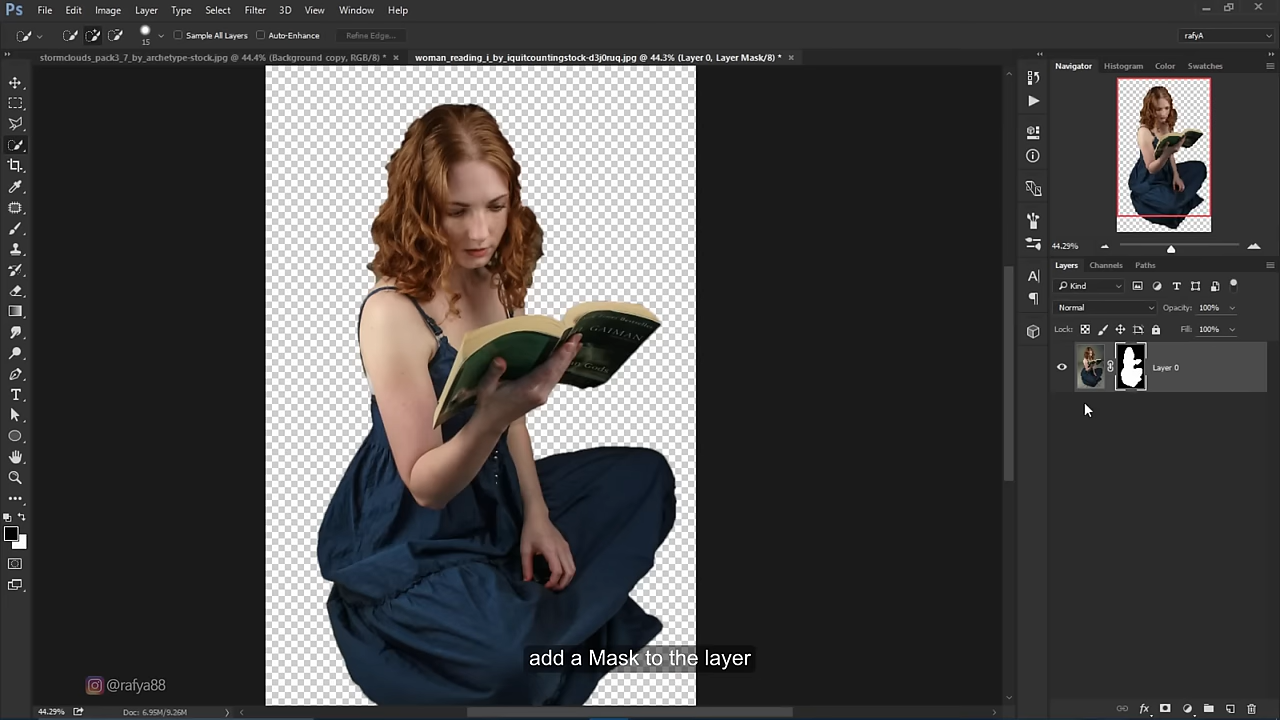 Ps File Edit Image Layer Type Select Filter 3D View Window Help
15 Sample All Layers Auto-Enhance Refine Edge... rafyA
stormclouds_pack3_7_by_archetype-stock.jpg @ 44.4% (Background copy, RGB/8) * × woman_reading_i_by_iquitcountingstock-d3j0ruq.jpg @ 44.3% (Layer 0, Layer Mask/8) * ×
Navigator Histogram Color Swatches
44.29%
Layers Channels Paths
Kind
Normal Opacity: 100%
Lock: Fill: 100%
Layer 0
GAIMAN
Gods
add a Mask to the layer
@rafya88
44.29% Doc: 6.95M/9.26M